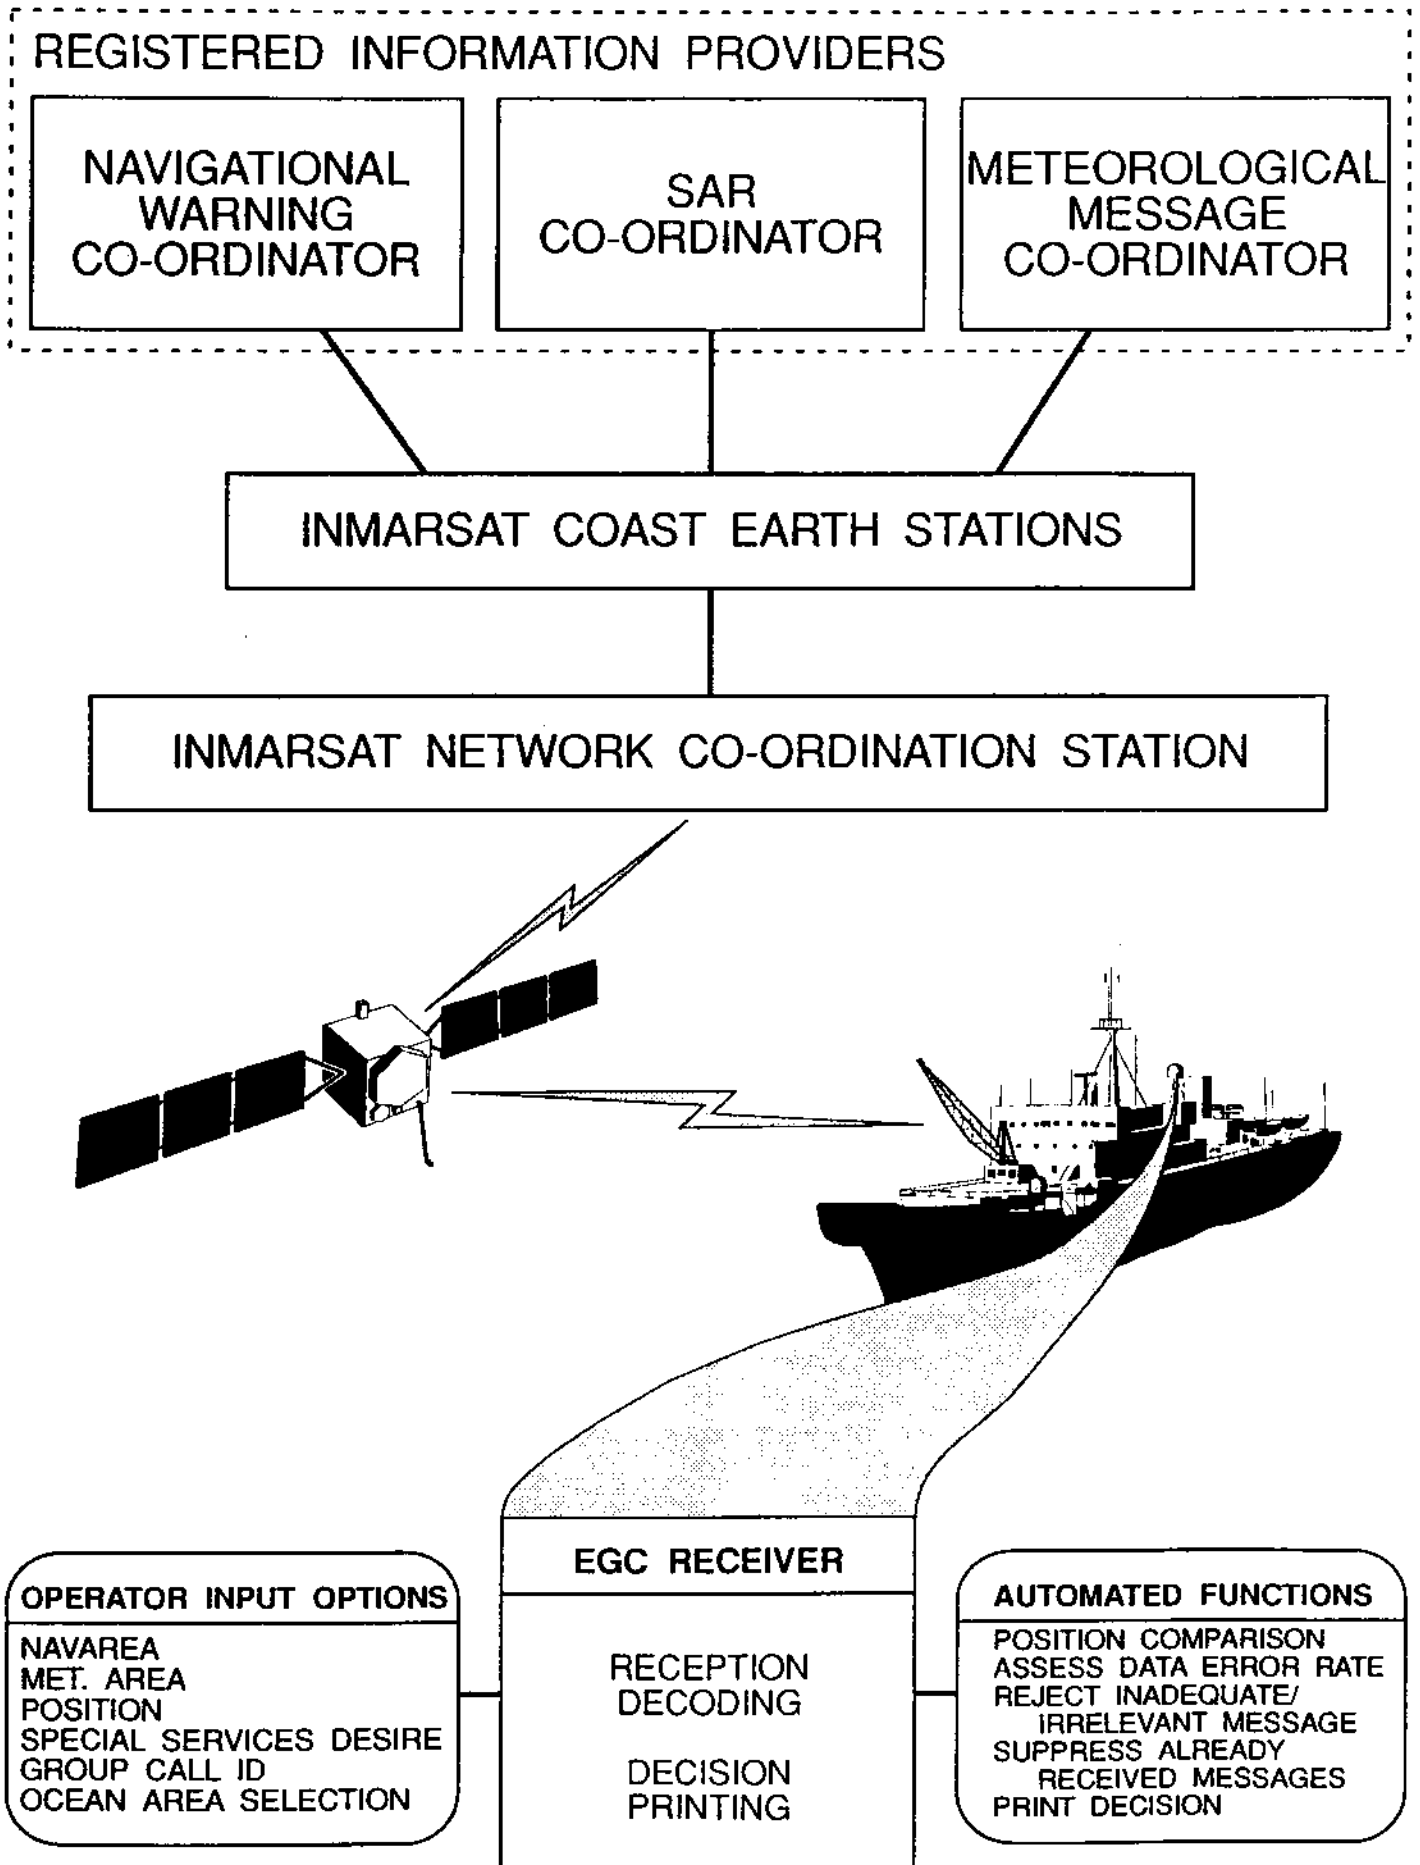 REGISTERED INFORMATION PROVIDERS
NAVIGATIONAL
WARNING
CO-ORDINATOR
SAR
CO-ORDINATOR
METEOROLOGICAL
MESSAGE
CO-ORDINATOR
INMARSAT COAST EARTH STATIONS
INMARSAT NETWORK CO-ORDINATION STATION
EGC RECEIVER
RECEPTION
DECODING
DECISION
PRINTING
OPERATOR INPUT OPTIONS
NAVAREA
MET. AREA
POSITION
SPECIAL SERVICES DESIRE
GROUP CALL ID
OCEAN AREA SELECTION
AUTOMATED FUNCTIONS
POSITION COMPARISON
ASSESS DATA ERROR RATE
REJECT INADEQUATE/
IRRELEVANT MESSAGE
SUPPRESS ALREADY
RECEIVED MESSAGES
PRINT DECISION